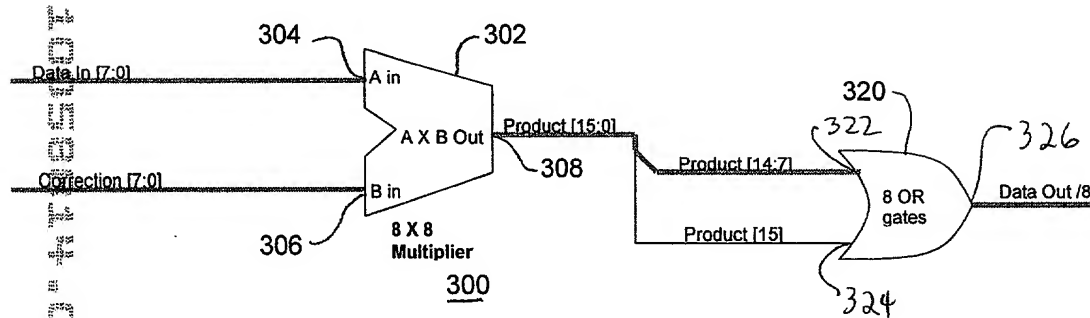 304
302
Data In [7:0]
A in
320
322
326
A X B Out
Product [15:0]
308
Product [14:7]
8 OR
gates
Data Out /8
Correction [7:0]
B in
306
8 X 8
Multiplier
Product [15]
324
300